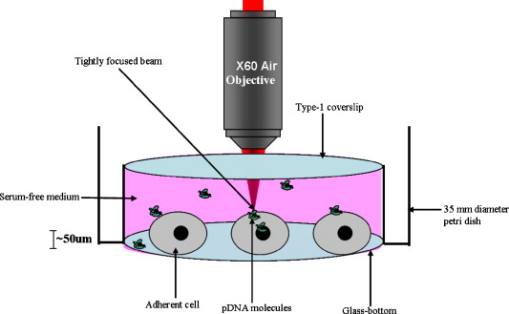 X60 Air
Objective
Tightly focused beam
Type-1 coverslip
Serum-free medium
35 mm diameter
petri dish
~50um
Adherent cell
pDNA molecules
Glass-bottom